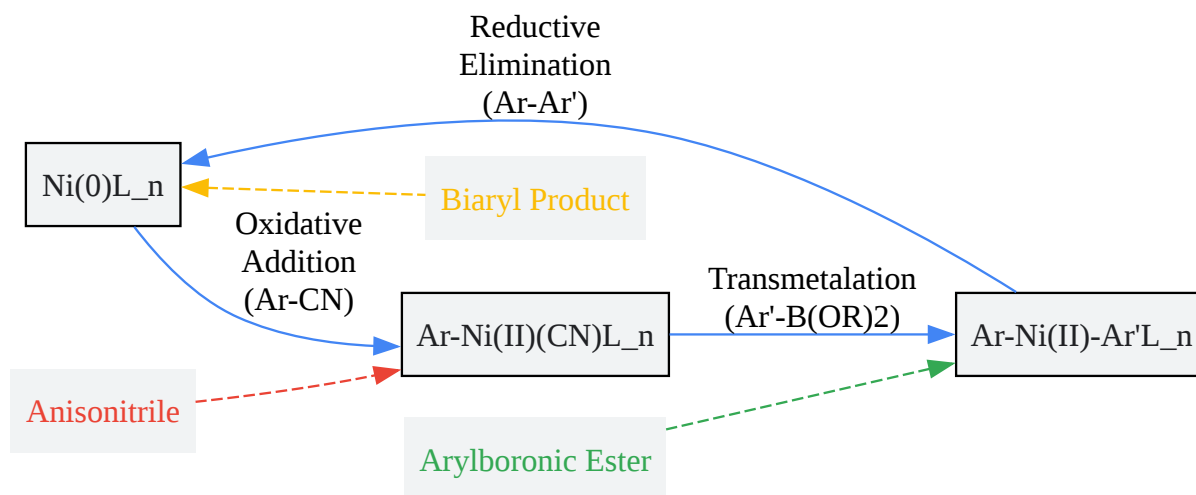 Reductive
Elimination
(Ar-Ar')
Ni(0)L_n
Biaryl Product
Oxidative
Addition
(Ar-CN)
Transmetalation
(Ar'-B(OR)2)
Ar-Ni(II)(CN)L_n
Ar-Ni(II)-Ar'L_n
Anisonitrile
Arylboronic Ester